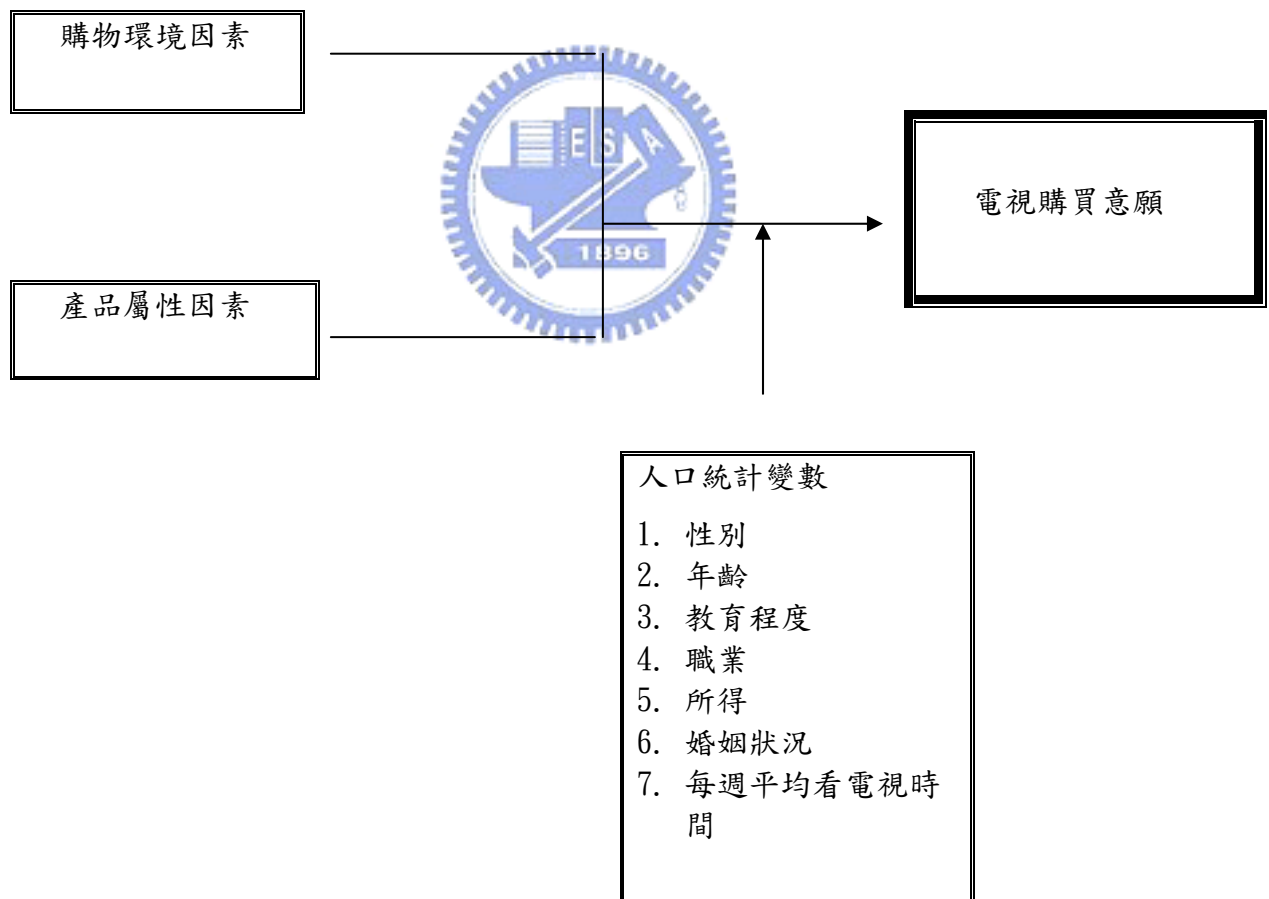 購物環境因素
E S A
1896
電視購買意願
產品屬性因素
人口統計變數
1. 性別
2. 年齡
3. 教育程度
4. 職業
5. 所得
6. 婚姻狀況
7. 每週平均看電視時
間